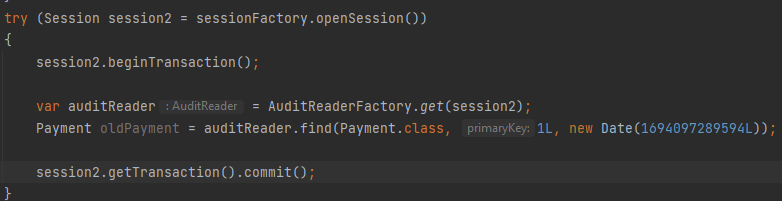 try (Session session2 = sessionFactory.openSession())
{
session2.beginTransaction();
var auditReader : AuditReader = AuditReaderFactory.get(session2);
Payment oldPayment = auditReader.find(Payment.class, primaryKey: 1L, new Date(1694097289594L));
session2.getTransaction().commit();
}